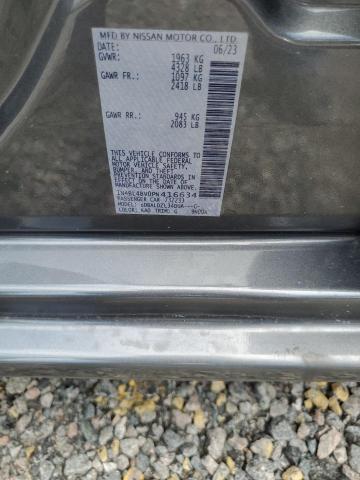 MFD BY NISSAN MOTOR CO., LTD.
DATE: 06/23
GVWR: 1963 KG
4328 LB
GAWR FR.: 1097 KG
2418 LB
GAWR RR.: 945 KG
2083 LB
THIS VEHICLE CONFORMS TO
ALL APPLICABLE FEDERAL
MOTOR VEHICLE SAFETY,
BUMPER, AND THEFT
PREVENTION STANDARDS IN
EFFECT ON THE DATE OF
MANUFACTURE SHOWN ABOVE.
1N4BL4BV0PN416634
PASSENGER CAR
COLOR: KAD TRIM: G